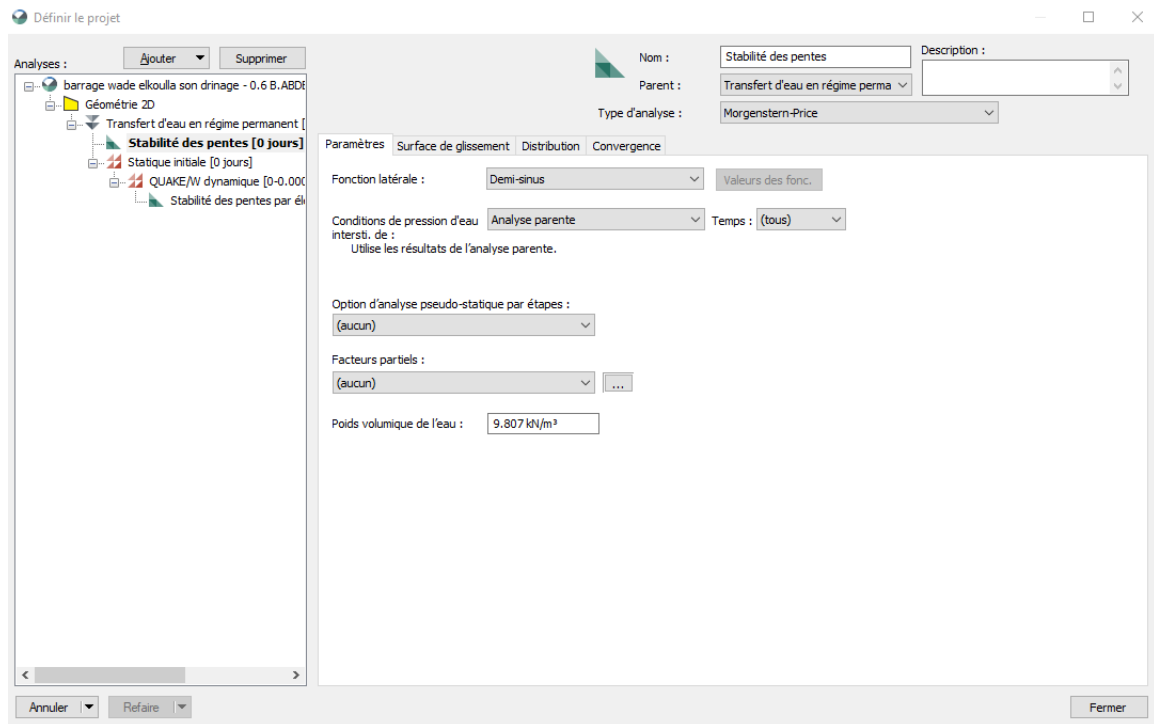 Définir le projet
Analyses :
Ajouter
Supprimer
barrage wade elkoulla son drinage - 0.6 B.ABDE
Géométrie 2D
Transfert d'eau en régime permanent [
Stabilité des pentes [0 jours]
Statique initiale [0 jours]
QUAKE/W dynamique [0-0.000
Stabilité des pentes par élé
Nom :
Stabilité des pentes
Description :
Parent :
Transfert d'eau en régime perma
Type d'analyse :
Morgenstern-Price
Paramètres
Surface de glissement
Distribution
Convergence
Fonction latérale :
Demi-sinus
Valeurs des fonc.
Conditions de pression d'eau
intersti. de :
Analyse parente
Temps :
(tous)
Utilise les résultats de l'analyse parente.
Option d'analyse pseudo-statique par étapes :
(aucun)
Facteurs partiels :
(aucun)
...
Poids volumique de l'eau :
9.807 kN/m³
Annuler
Refaire
Fermer